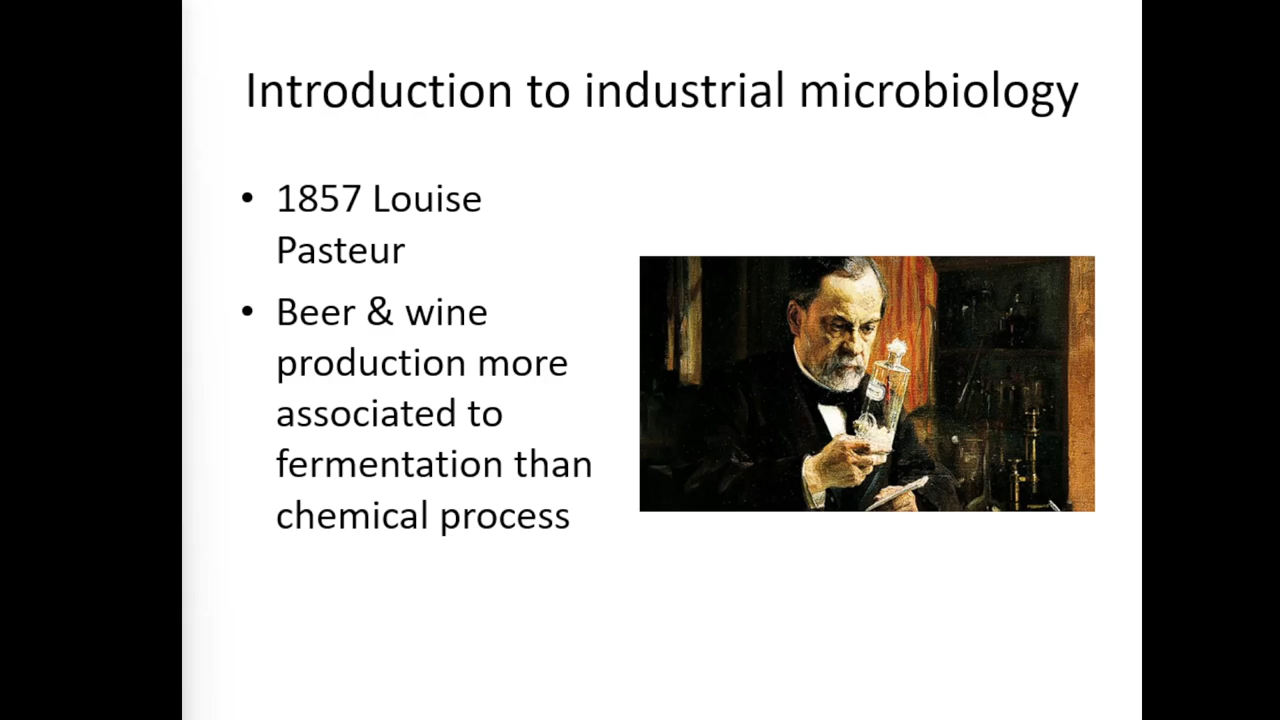 Introduction to industrial microbiology
• 1857 Louise
Pasteur
• Beer & wine
production more
associated to
fermentation than
chemical process